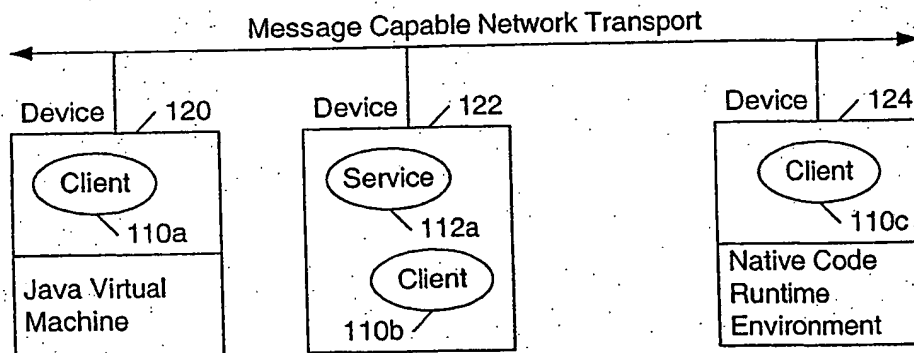 Message Capable Network Transport
Device 120
Client
110a
Java Virtual
Machine
Device 122
Service
112a
Client
110b
Device 124
Client
110c
Native Code
Runtime
Environment